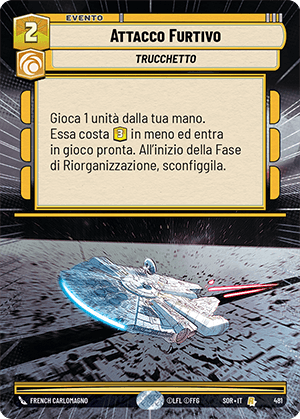 EVENTO
2
ATTACCO FURTIVO
TRUCCHETTO
Gioca 1 unità dalla tua mano.
Essa costa 3 in meno ed entra
in gioco pronta. All'inizio della Fase
di Riorganizzazione, sconfiggila.
FRENCH CARLOMAGNO
©LFL ©FFG
SOR•IT
481